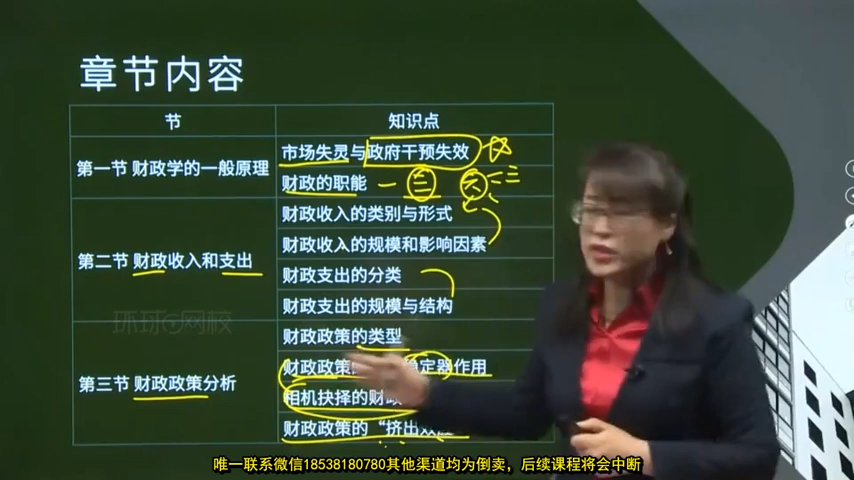 章节内容
节
知识点
第一节 财政学的一般原理
市场失灵与政府干预失效
财政的职能
三
第二节 财政收入和支出
财政收入的类别与形式
财政收入的规模和影响因素
财政支出的分类
财政支出的规模与结构
第三节 财政政策分析
财政政策的类型
财政政策
稳定器作用
相机抉择的财政
财政政策的“挤出效应
环球网校
唯一联系微信18538180780其他渠道均为倒卖，后续课程将会中断